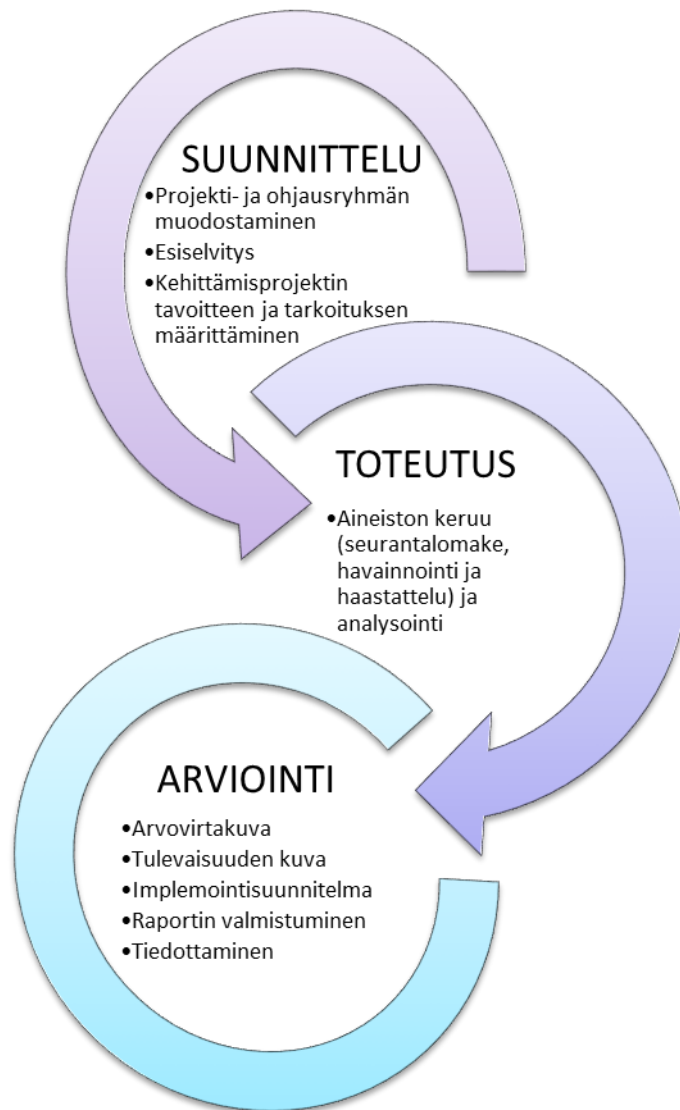 SUUNNITTELU
•Projekti- ja ohjausryhmän
muodostaminen
•Esiselvitys
•Kehittämisprojektin
tavoitteen ja tarkoituksen
määrittäminen
TOTEUTUS
•Aineiston keruu
(seurantalomake,
havainnointi ja
haastattelu) ja
analysointi
ARVIOINTI
•Arvovirtakuva
•Tulevaisuuden kuva
•Implemointisuunnitelma
•Raportin valmistuminen
•Tiedottaminen